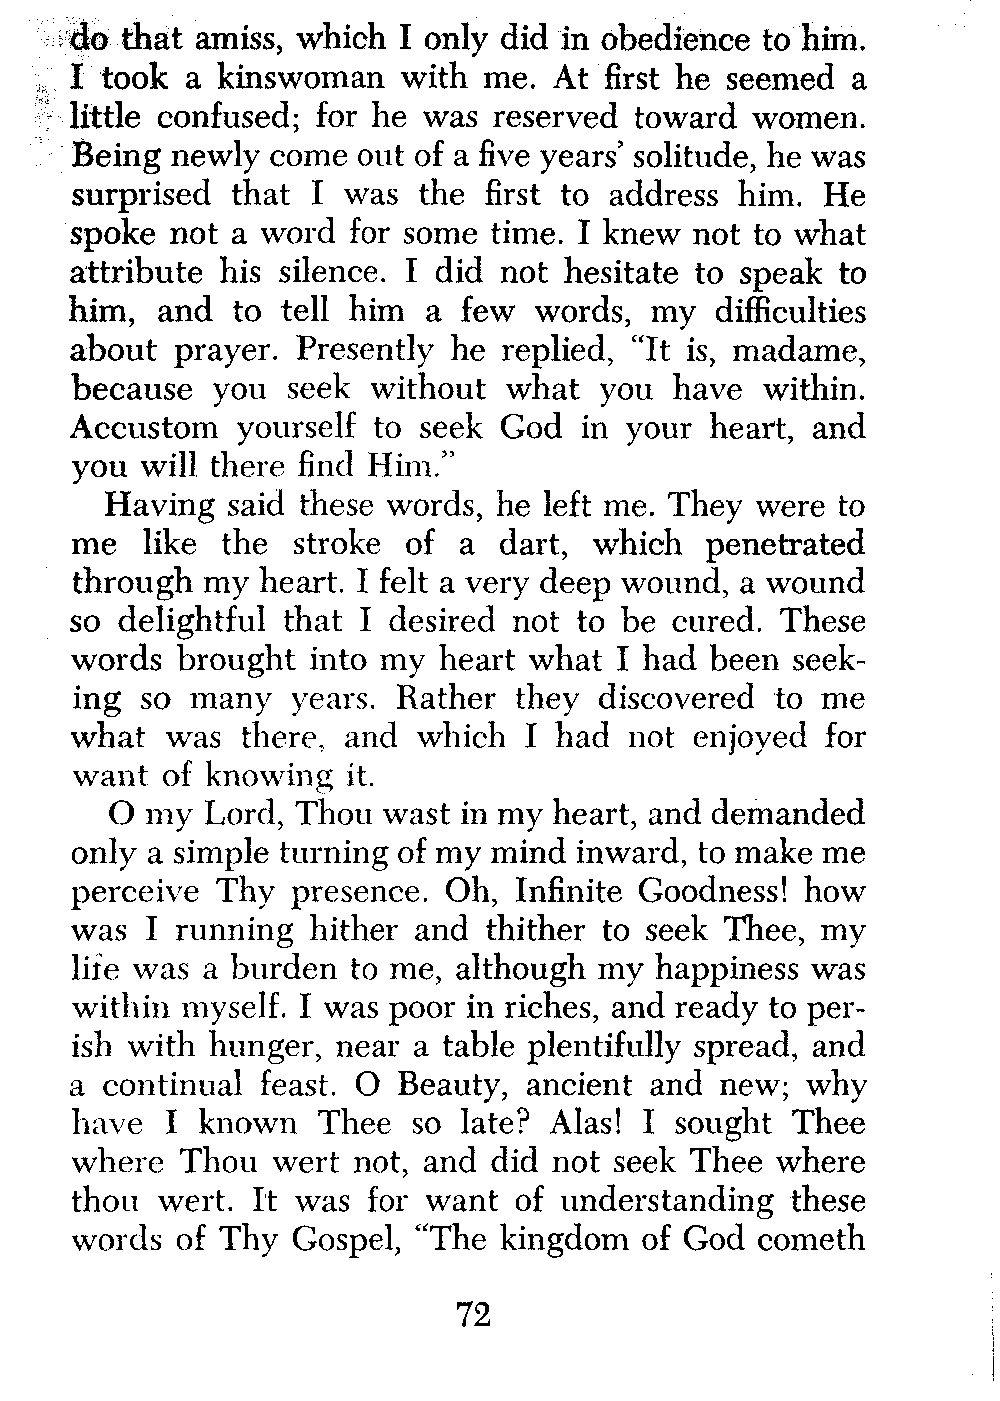 do that amiss, which I only did in obedience to him.
I took a kinswoman with me. At first he seemed a
little confused; for he was reserved toward women.
Being newly come out of a five years' solitude, he was
surprised that I was the first to address him. He
spoke not a word for some time. I knew not to what
attribute his silence. I did not hesitate to speak to
him, and to tell him a few words, my difficulties
about prayer. Presently he replied, “It is, madame,
because you seek without what you have within.
Accustom yourself to seek God in your heart, and
you will there find Him.”
Having said these words, he left me. They were to
me like the stroke of a dart, which penetrated
through my heart. I felt a very deep wound, a wound
so delightful that I desired not to be cured. These
words brought into my heart what I had been seek-
ing so many years. Rather they discovered to me
what was there, and which I had not enjoyed for
want of knowing it.
O my Lord, Thou wast in my heart, and demanded
only a simple turning of my mind inward, to make me
perceive Thy presence. Oh, Infinite Goodness! how
was I running hither and thither to seek Thee, my
life was a burden to me, although my happiness was
within myself. I was poor in riches, and ready to per-
ish with hunger, near a table plentifully spread, and
a continual feast. O Beauty, ancient and new; why
have I known Thee so late? Alas! I sought Thee
where Thou wert not, and did not seek Thee where
thou wert. It was for want of understanding these
words of Thy Gospel, “The kingdom of God cometh
72